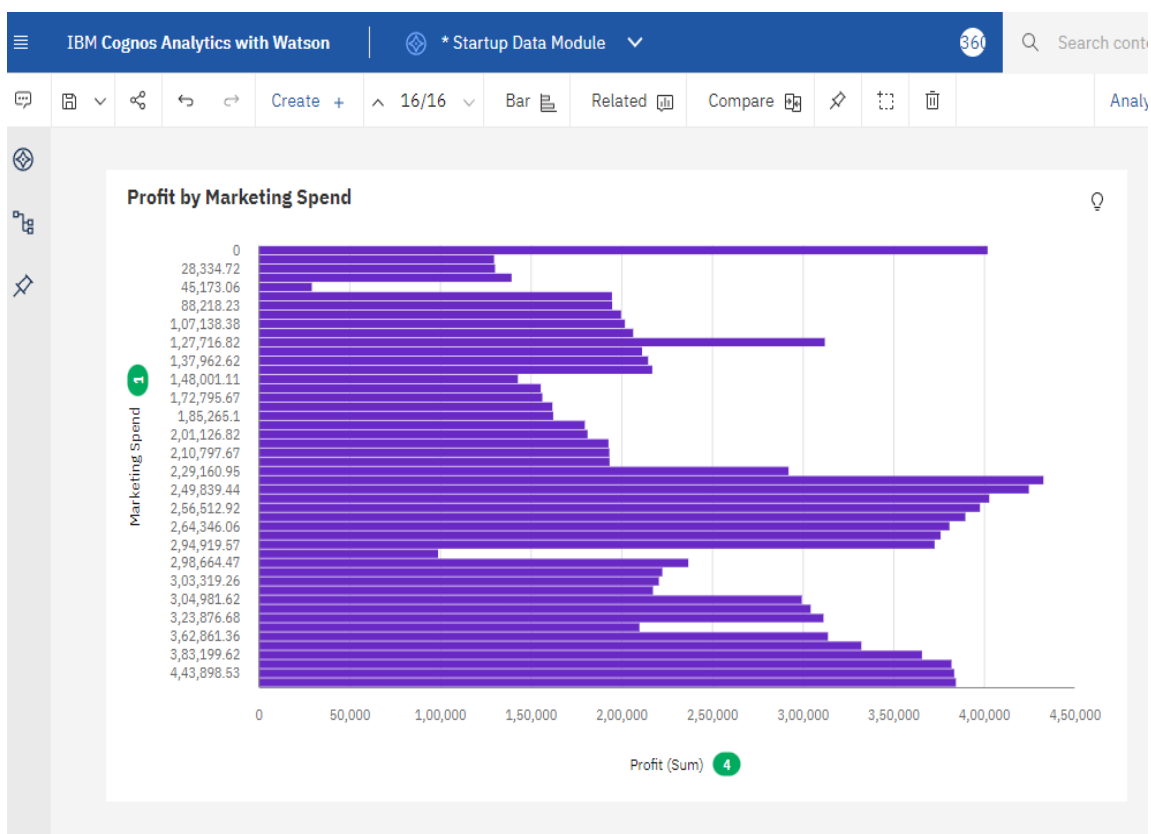 IBM Cognos Analytics with Watson
* Startup Data Module
360
Search cont
Create +
16/16
Bar
Related
Compare
Analy
Profit by Marketing Spend
0
28,334.72
45,173.06
88,218.23
1,07,138.38
1,27,716.82
1,37,962.62
1,48,001.11
1,72,795.67
1,85,265.1
2,01,126.82
2,10,797.67
2,29,160.95
2,49,839.44
2,56,512.92
2,64,346.06
2,94,919.57
2,98,664.47
3,03,319.26
3,04,981.62
3,23,876.68
3,62,861.36
3,83,199.62
4,43,898.53
Marketing Spend 1
0 50,000 1,00,000 1,50,000 2,00,000 2,50,000 3,00,000 3,50,000 4,00,000 4,50,000
Profit (Sum) 4